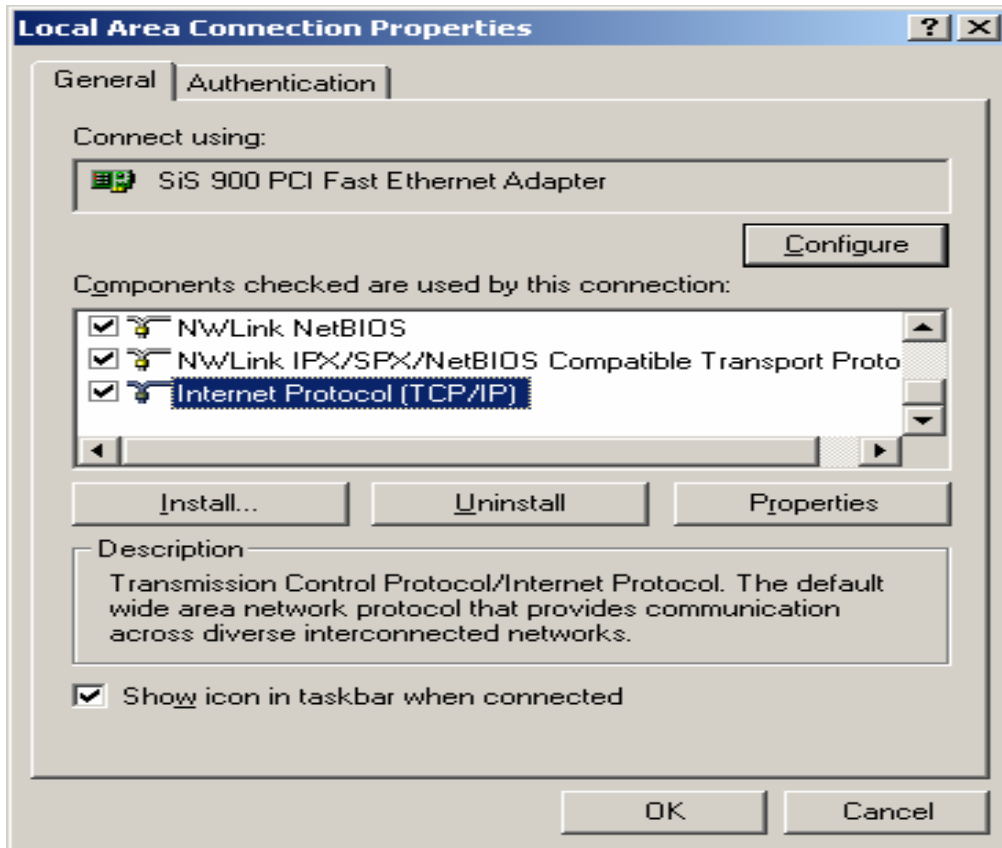 Local Area Connection Properties
General
Authentication
Connect using:
SiS 900 PCI Fast Ethernet Adapter
Configure
Components checked are used by this connection:
NWLink NetBIOS
NWLink IPX/SPX/NetBIOS Compatible Transport Proto
Internet Protocol (TCP/IP)
Install...
Uninstall
Properties
Description
Transmission Control Protocol/Internet Protocol. The default
wide area network protocol that provides communication
across diverse interconnected networks.
Show icon in taskbar when connected
OK
Cancel